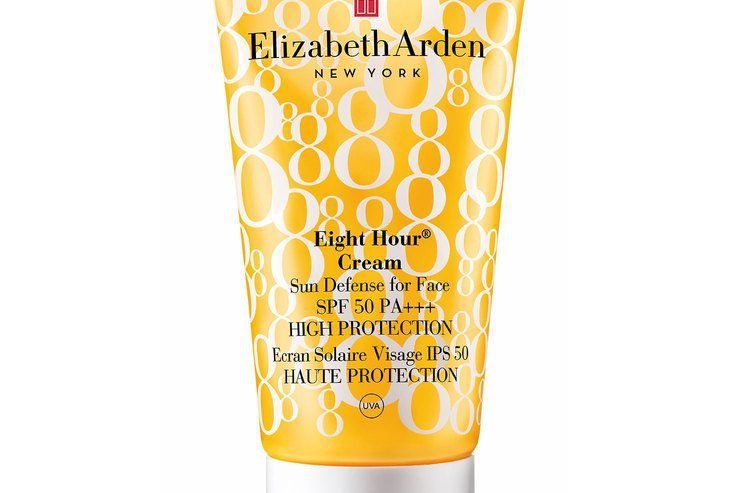 Elizabeth Arden
NEW YORK
Eight Hour®
Cream
Sun Defense for Face
SPF 50 PA+++
HIGH PROTECTION
Ecran Solaire Visage IPS 50
HAUTE PROTECTION
UVA